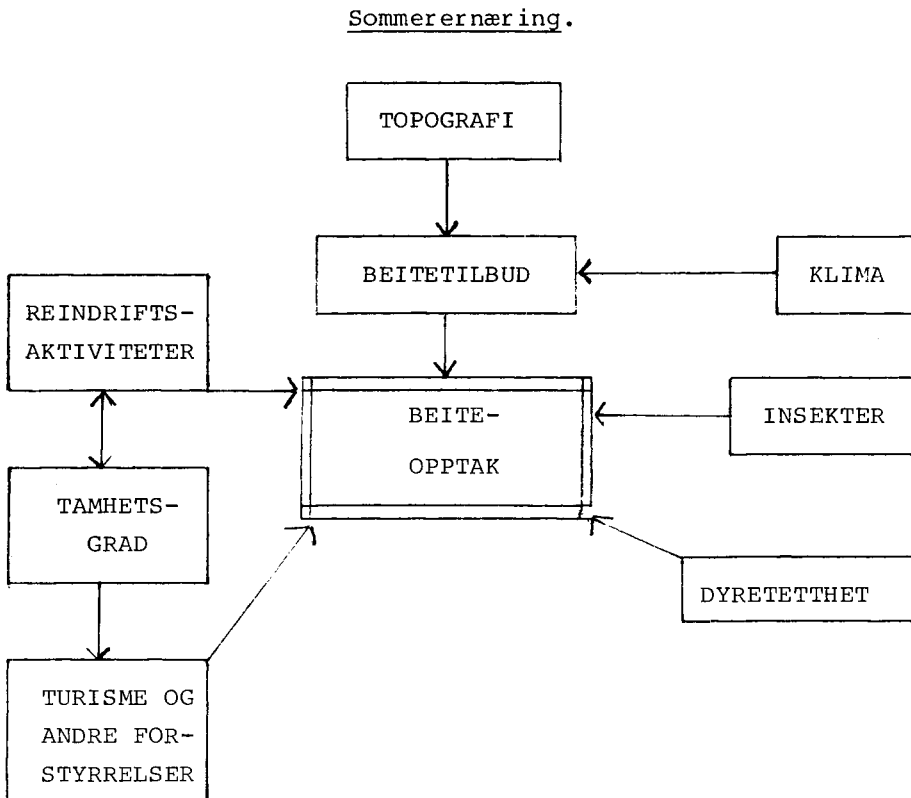 Sommerernæring.
TOPOGRAFI
BEITETILBUD
KLIMA
REINDRIFTS-
AKTIVITETER
BEITE-
OPPTAK
INSEKTER
TAMHETS-
GRAD
DYRETETTHET
TURISME OG
ANDRE FOR-
STYRRELSER